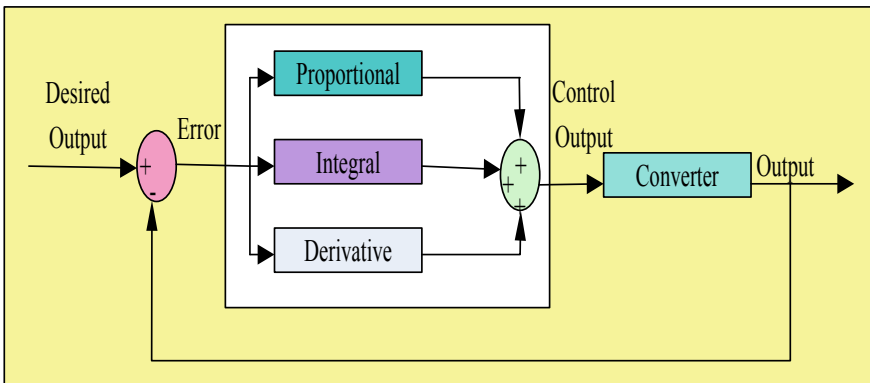 Desired
Output
Error
+
-
Proportional
Integral
Derivative
+
+
+
Control
Output
Converter
Output